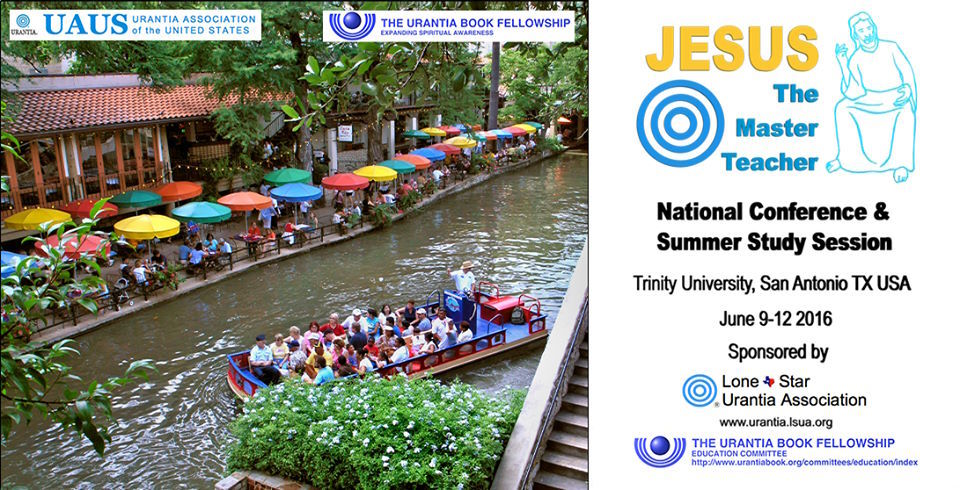 URANTIA.
UAUS
URANTIA ASSOCIATION
of the UNITED STATES
THE URANTIA BOOK FELLOWSHIP
EXPANDING SPIRITUAL AWARENESS
JESUS
The
Master
Teacher
National Conference &
Summer Study Session
Trinity University, San Antonio TX USA
June 9-12 2016
Sponsored by
Lone Star
® Urantia Association
www.urantia.lsua.org
THE URANTIA BOOK FELLOWSHIP
EDUCATION COMMITTEE
http://www.urantiabook.org/committees/education/index